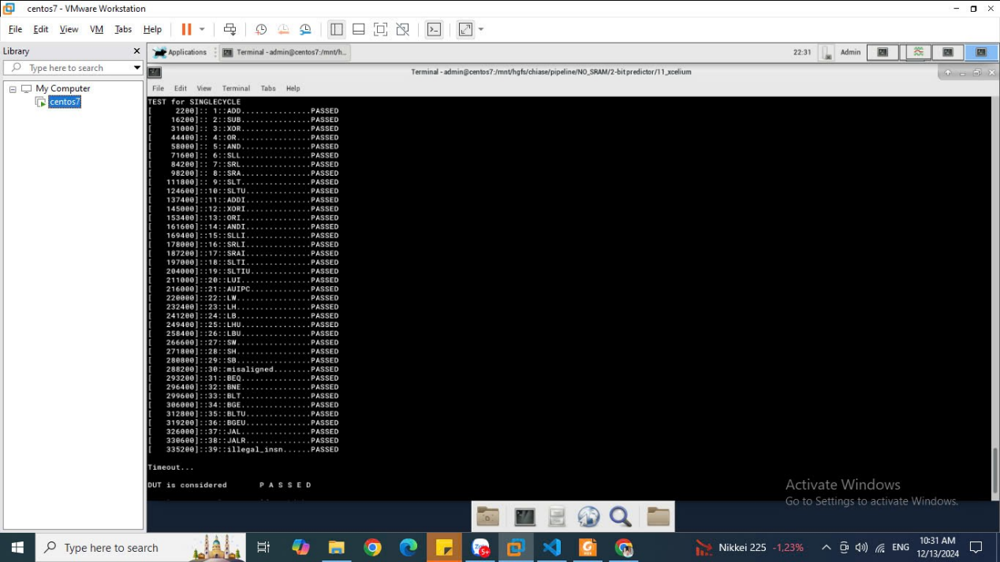 centos7 - VMware Workstation
File Edit View VM Tabs Help
Library
Type here to search
My Computer
centos7
Applications
Terminal - admin@centos7:/mnt/h...
22:31
Admin
Terminal - admin@centos7:/mnt/hgfs/chiase/pipeline/NO_SRAM/2-bit predictor/11_xcelium
File Edit View Terminal Tabs Help
TEST for SINGLECYCLE
[ 2200]:: 1::ADD...............PASSED
[ 16200]:: 2::SUB...............PASSED
[ 31000]:: 3::XOR...............PASSED
[ 44400]:: 4::OR................PASSED
[ 58000]:: 5::AND...............PASSED
[ 71600]:: 6::SLL...............PASSED
[ 84200]:: 7::SRL...............PASSED
[ 98200]:: 8::SRA...............PASSED
[ 111800]:: 9::SLT...............PASSED
[ 124600]::10::SLTU..............PASSED
[ 137400]::11::ADDI..............PASSED
[ 145000]::12::XORI..............PASSED
[ 153400]::13::ORI...............PASSED
[ 161600]::14::ANDI..............PASSED
[ 169400]::15::SLLI..............PASSED
[ 178000]::16::SRLI..............PASSED
[ 187200]::17::SRAI..............PASSED
[ 197000]::18::SLTI..............PASSED
[ 204000]::19::SLTIU.............PASSED
[ 211000]::20::LUI...............PASSED
[ 216000]::21::AUIPC.............PASSED
[ 220000]::22::LW................PASSED
[ 232400]::23::LH................PASSED
[ 241200]::24::LB................PASSED
[ 249400]::25::LHU...............PASSED
[ 258400]::26::LBU...............PASSED
[ 266600]::27::SW................PASSED
[ 271800]::28::SH................PASSED
[ 280800]::29::SB................PASSED
[ 288200]::30::misaligned........PASSED
[ 293200]::31::BEQ...............PASSED
[ 296400]::32::BNE...............PASSED
[ 299600]::33::BLT...............PASSED
[ 306000]::34::BGE...............PASSED
[ 312800]::35::BLTU..............PASSED
[ 319200]::36::BGEU..............PASSED
[ 326000]::37::JAL...............PASSED
[ 330600]::38::JALR..............PASSED
[ 335200]::39::illegal_insn......PASSED
Timeout...
DUT is considered P A S S E D
Activate Windows
Go to Settings to activate Windows.
Type here to search
Nikkei 225 -1,23%
ENG
10:31 AM
12/13/2024